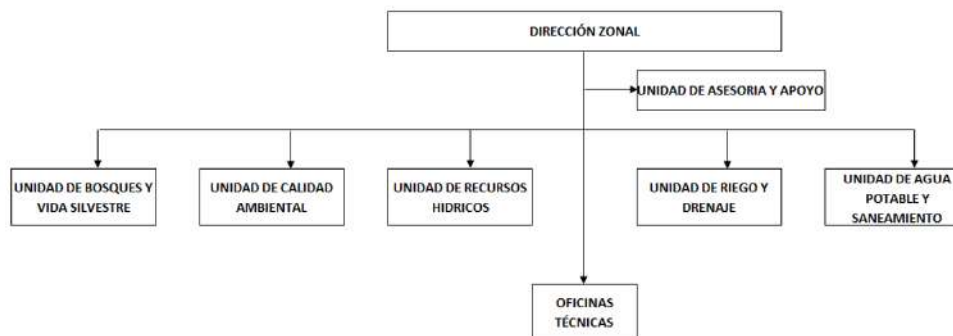 DIRECCIÓN ZONAL
UNIDAD DE ASESORIA Y APOYO
UNIDAD DE BOSQUES Y
VIDA SILVESTRE
UNIDAD DE CALIDAD
AMBIENTAL
UNIDAD DE RECURSOS
HIDRICOS
UNIDAD DE RIEGO Y
DRENAJE
UNIDAD DE AGUA
POTABLE Y
SANEAMIENTO
OFICINAS
TÉCNICAS